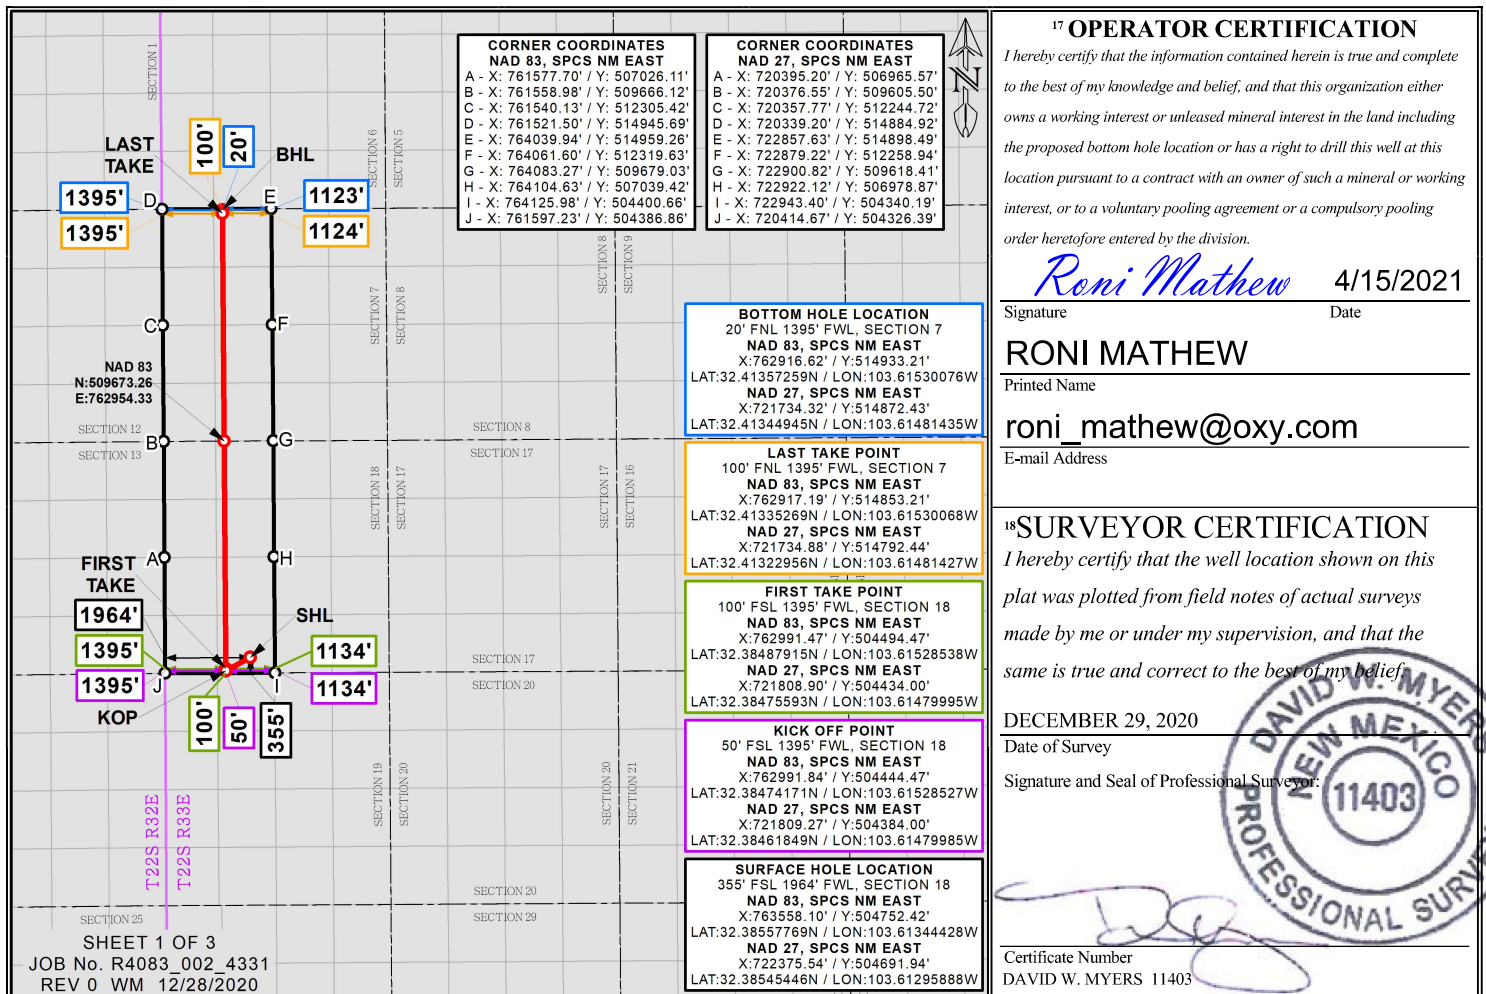 SECTION 1
SECTION 6
SECTION 5
CORNER COORDINATES
NAD 83, SPCS NM EAST
A - X: 761577.70' / Y: 507026.11'
B - X: 761558.98' / Y: 509666.12'
C - X: 761540.13' / Y: 512305.42'
D - X: 761521.50' / Y: 514945.69'
E - X: 764039.94' / Y: 514959.26'
F - X: 764061.60' / Y: 512319.63'
G - X: 764083.27' / Y: 509679.03'
H - X: 764104.63' / Y: 507039.42'
I - X: 764125.98' / Y: 504400.66'
J - X: 761597.23' / Y: 504386.86'
CORNER COORDINATES
NAD 27, SPCS NM EAST
A - X: 720395.20' / Y: 506965.57'
B - X: 720376.55' / Y: 509605.50'
C - X: 720357.77' / Y: 512244.72'
D - X: 720339.20' / Y: 514884.92'
E - X: 722857.63' / Y: 514898.49'
F - X: 722879.22' / Y: 512258.94'
G - X: 722900.82' / Y: 509618.41'
H - X: 722922.12' / Y: 506978.87'
I - X: 722943.40' / Y: 504340.19'
J - X: 720414.67' / Y: 504326.39'
N
LAST
TAKE
100'
20'
BHL
1395'
D
E
1123'
1395'
1124'
SECTION 7
SECTION 8
SECTION 8
SECTION 9
C
F
NAD 83
N:509673.26
E:762954.33
SECTION 12
SECTION 13
B
G
SECTION 8
SECTION 17
SECTION 18
SECTION 17
SECTION 17
SECTION 16
A
H
FIRST
TAKE
1964'
SHL
1395'
1134'
SECTION 17
SECTION 20
1395'
J
I
1134'
KOP
100'
50'
355'
SECTION 19
SECTION 20
SECTION 20
SECTION 21
T22S R32E
T22S R33E
SECTION 20
SECTION 29
SECTION 25
SHEET 1 OF 3
JOB No. R4083_002_4331
REV 0 WM 12/28/2020
BOTTOM HOLE LOCATION
20' FNL 1395' FWL, SECTION 7
NAD 83, SPCS NM EAST
X:762916.62' / Y:514933.21'
LAT:32.41357259N / LON:103.61530076W
NAD 27, SPCS NM EAST
X:721734.32' / Y:514872.43'
LAT:32.41344945N / LON:103.61481435W
LAST TAKE POINT
100' FNL 1395' FWL, SECTION 7
NAD 83, SPCS NM EAST
X:762917.19' / Y:514853.21'
LAT:32.41335269N / LON:103.61530068W
NAD 27, SPCS NM EAST
X:721734.88' / Y:514792.44'
LAT:32.41322956N / LON:103.61481427W
FIRST TAKE POINT
100' FSL 1395' FWL, SECTION 18
NAD 83, SPCS NM EAST
X:762991.47' / Y:504494.47'
LAT:32.38487915N / LON:103.61528538W
NAD 27, SPCS NM EAST
X:721808.90' / Y:504434.00'
LAT:32.38475593N / LON:103.61479995W
KICK OFF POINT
50' FSL 1395' FWL, SECTION 18
NAD 83, SPCS NM EAST
X:762991.84' / Y:504444.47'
LAT:32.38474171N / LON:103.61528527W
NAD 27, SPCS NM EAST
X:721809.27' / Y:504384.00'
LAT:32.38461849N / LON:103.61479985W
SURFACE HOLE LOCATION
355' FSL 1964' FWL, SECTION 18
NAD 83, SPCS NM EAST
X:763558.10' / Y:504752.42'
LAT:32.38557769N / LON:103.61344428W
NAD 27, SPCS NM EAST
X:722375.54' / Y:504691.94'
LAT:32.38545446N / LON:103.61295888W
17 OPERATOR CERTIFICATION
I hereby certify that the information contained herein is true and complete
to the best of my knowledge and belief, and that this organization either
owns a working interest or unleased mineral interest in the land including
the proposed bottom hole location or has a right to drill this well at this
location pursuant to a contract with an owner of such a mineral or working
interest, or to a voluntary pooling agreement or a compulsory pooling
order heretofore entered by the division.
Roni Mathew 4/15/2021
Signature Date
RONI MATHEW
Printed Name
roni_mathew@oxy.com
E-mail Address
18 SURVEYOR CERTIFICATION
I hereby certify that the well location shown on this
plat was plotted from field notes of actual surveys
made by me or under my supervision, and that the
same is true and correct to the best of my belief.
DECEMBER 29, 2020
Date of Survey
Signature and Seal of Professional Surveyor:
DAVID W. MYERS
NEW MEXICO
11403
PROFESSIONAL SURVE
Certificate Number
DAVID W. MYERS 11403